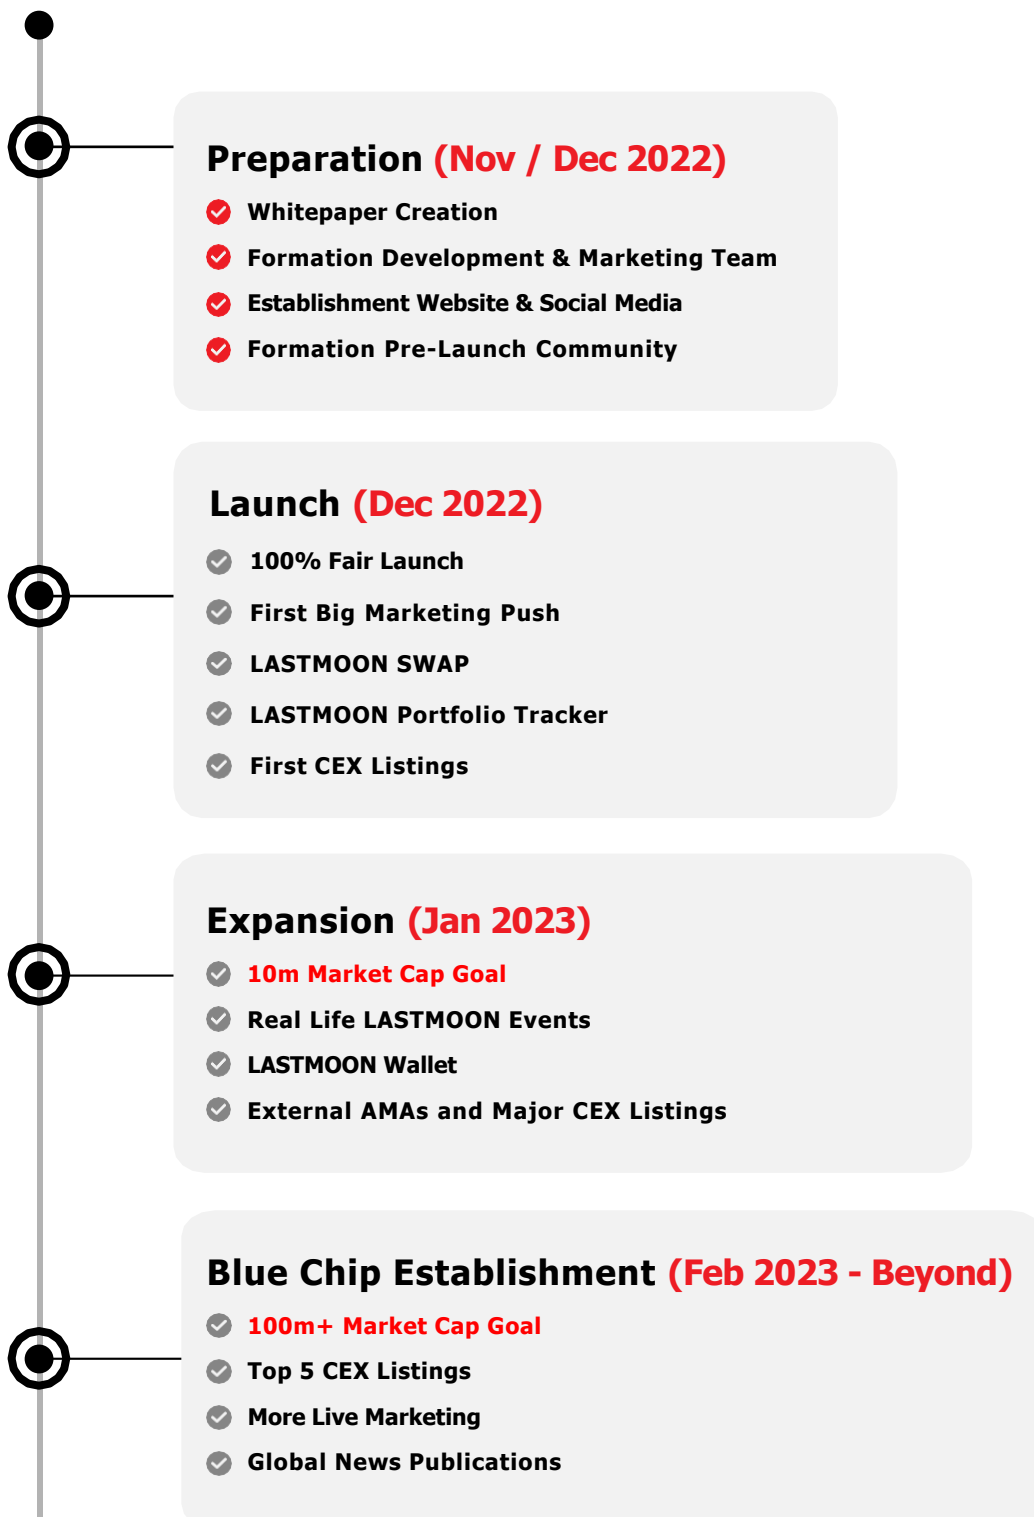 Preparation (Nov / Dec 2022)
Whitepaper Creation
Formation Development & Marketing Team
Establishment Website & Social Media
Formation Pre-Launch Community
Launch (Dec 2022)
100% Fair Launch
First Big Marketing Push
LASTMOON SWAP
LASTMOON Portfolio Tracker
First CEX Listings
Expansion (Jan 2023)
10m Market Cap Goal
Real Life LASTMOON Events
LASTMOON Wallet
External AMAs and Major CEX Listings
Blue Chip Establishment (Feb 2023 - Beyond)
100m+ Market Cap Goal
Top 5 CEX Listings
More Live Marketing
Global News Publications